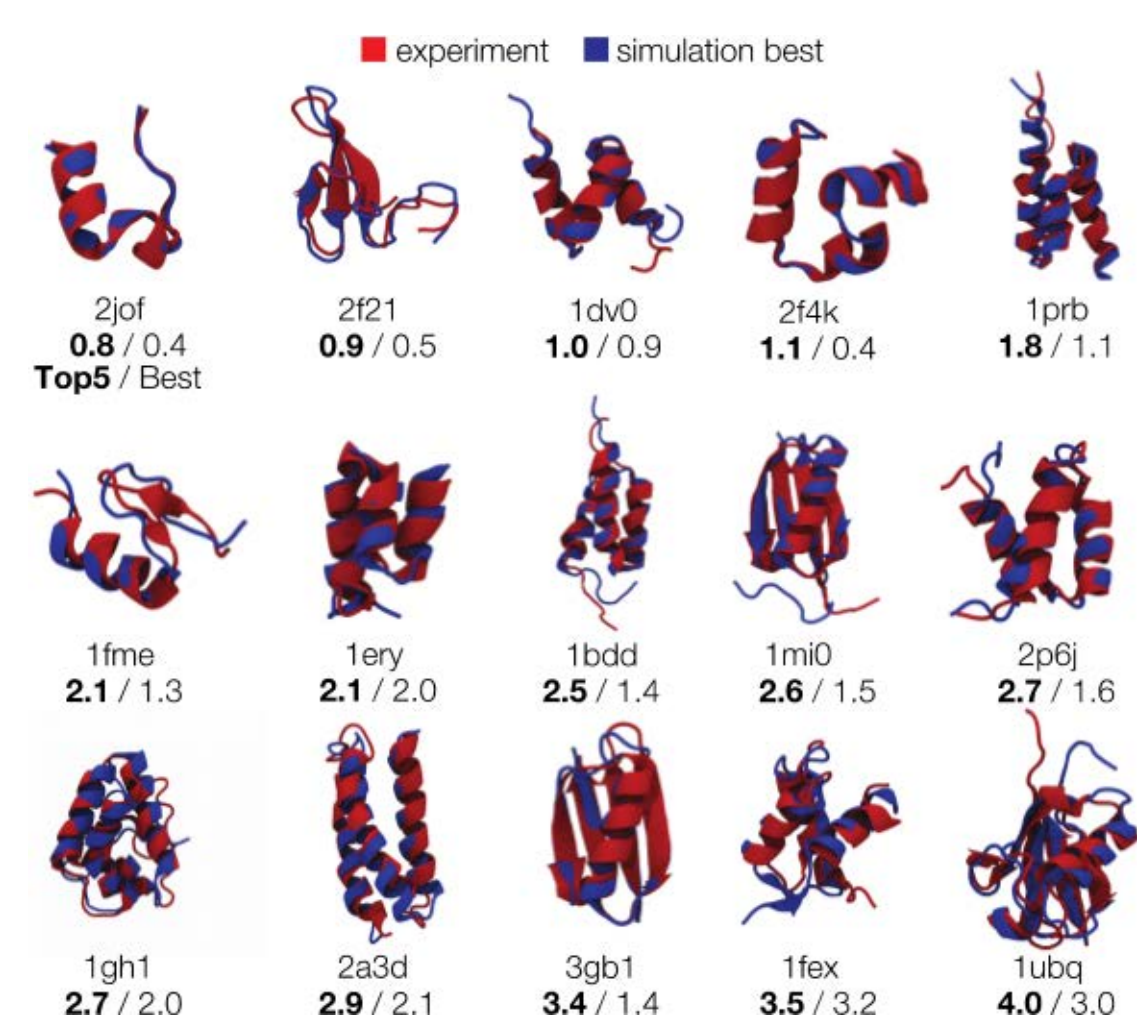 experiment simulation best
2jof 2f21 1dv0 2f4k 1prb
0.8 / 0.4 0.9 / 0.5 1.0 / 0.9 1.1 / 0.4 1.8 / 1.1
Top5 / Best
1fme 1ery 1bdd 1mi0 2p6j
2.1 / 1.3 2.1 / 2.0 2.5 / 1.4 2.6 / 1.5 2.7 / 1.6
1gh1 2a3d 3gb1 1fex 1ubq
2.7 / 2.0 2.9 / 2.1 3.4 / 1.4 3.5 / 3.2 4.0 / 3.0